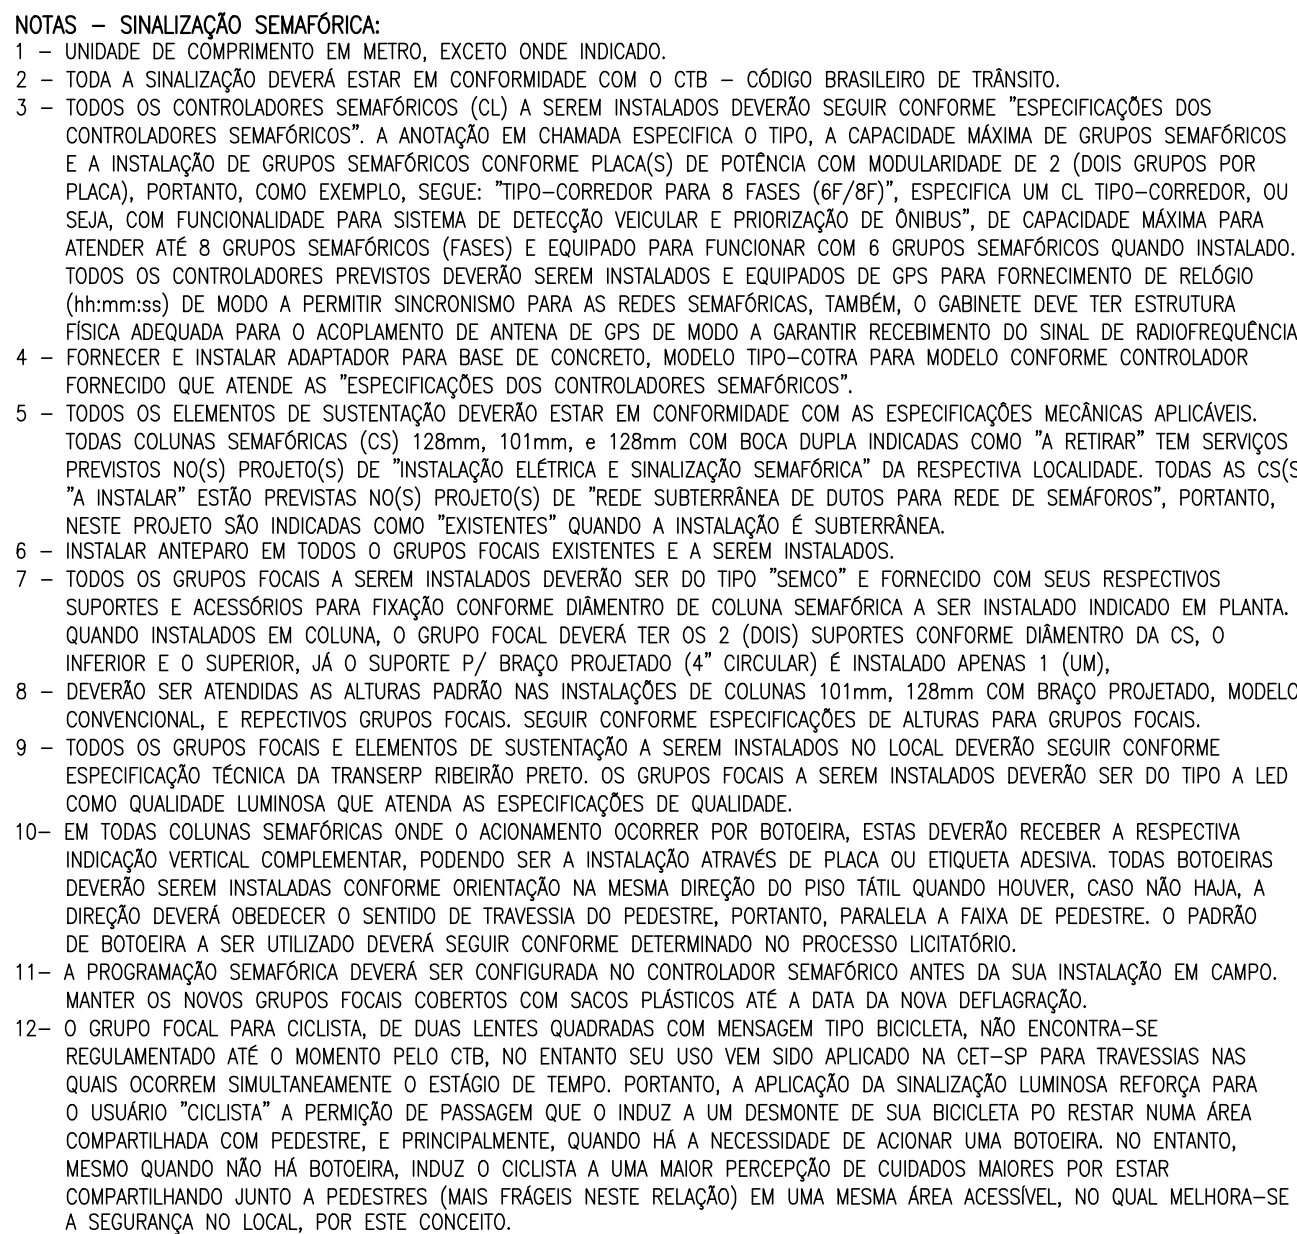 NOTAS – SINALIZAÇÃO SEMAFÓRICA:
1 – UNIDADE DE COMPRIMENTO EM METRO, EXCETO ONDE INDICADO.
2 – TODA A SINALIZAÇÃO DEVERÁ ESTAR EM CONFORMIDADE COM O CTB – CÓDIGO BRASILEIRO DE TRÂNSITO.
3 – TODOS OS CONTROLADORES SEMAFÓRICOS (CL) A SEREM INSTALADOS DEVERÃO SEGUIR CONFORME "ESPECIFICAÇÕES DOS
CONTROLADORES SEMAFÓRICOS". A ANOTAÇÃO EM CHAMADA ESPECIFICA O TIPO, A CAPACIDADE MÁXIMA DE GRUPOS SEMAFÓRICOS
E A INSTALAÇÃO DE GRUPOS SEMAFÓRICOS CONFORME PLACA(S) DE POTÊNCIA COM MODULARIDADE DE 2 (DOIS GRUPOS POR
PLACA), PORTANTO, COMO EXEMPLO, SEGUE: "TIPO–CORREDOR PARA 8 FASES (6F/8F)", ESPECIFICA UM CL TIPO–CORREDOR, OU
SEJA, COM FUNCIONALIDADE PARA SISTEMA DE DETECÇÃO VEICULAR E PRIORIZAÇÃO DE ÔNIBUS", DE CAPACIDADE MÁXIMA PARA
ATENDER ATÉ 8 GRUPOS SEMAFÓRICOS (FASES) E EQUIPADO PARA FUNCIONAR COM 6 GRUPOS SEMAFÓRICOS QUANDO INSTALADO.
TODOS OS CONTROLADORES PREVISTOS DEVERÃO SEREM INSTALADOS E EQUIPADOS DE GPS PARA FORNECIMENTO DE RELÓGIO
(hh:mm:ss) DE MODO A PERMITIR SINCRONISMO PARA AS REDES SEMAFÓRICAS, TAMBÉM, O GABINETE DEVE TER ESTRUTURA
FÍSICA ADEQUADA PARA O ACOPLAMENTO DE ANTENA DE GPS DE MODO A GARANTIR RECEBIMENTO DO SINAL DE RADIOFREQUÊNCIA
4 – FORNECER E INSTALAR ADAPTADOR PARA BASE DE CONCRETO, MODELO TIPO–COTRA PARA MODELO CONFORME CONTROLADOR
FORNECIDO QUE ATENDE AS "ESPECIFICAÇÕES DOS CONTROLADORES SEMAFÓRICOS".
5 – TODOS OS ELEMENTOS DE SUSTENTAÇÃO DEVERÃO ESTAR EM CONFORMIDADE COM AS ESPECIFICAÇÔES MECÂNICAS APLICÁVEIS.
TODAS COLUNAS SEMAFÓRICAS (CS) 128mm, 101mm, e 128mm COM BOCA DUPLA INDICADAS COMO "A RETIRAR" TEM SERVIÇOS
PREVISTOS NO(S) PROJETO(S) DE "INSTALAÇÃO ELÉTRICA E SINALIZAÇÃO SEMAFÓRICA" DA RESPECTIVA LOCALIDADE. TODAS AS CS(S
"A INSTALAR" ESTÃO PREVISTAS NO(S) PROJETO(S) DE "REDE SUBTERRÂNEA DE DUTOS PARA REDE DE SEMÁFOROS", PORTANTO,
NESTE PROJETO SÃO INDICADAS COMO "EXISTENTES" QUANDO A INSTALAÇÃO É SUBTERRÂNEA.
6 – INSTALAR ANTEPARO EM TODOS O GRUPOS FOCAIS EXISTENTES E A SEREM INSTALADOS.
7 – TODOS OS GRUPOS FOCAIS A SEREM INSTALADOS DEVERÃO SER DO TIPO "SEMCO" E FORNECIDO COM SEUS RESPECTIVOS
SUPORTES E ACESSÓRIOS PARA FIXAÇÃO CONFORME DIÂMENTRO DE COLUNA SEMAFÓRICA A SER INSTALADO INDICADO EM PLANTA.
QUANDO INSTALADOS EM COLUNA, O GRUPO FOCAL DEVERÁ TER OS 2 (DOIS) SUPORTES CONFORME DIÂMENTRO DA CS, O
INFERIOR E O SUPERIOR, JÁ O SUPORTE P/ BRAÇO PROJETADO (4" CIRCULAR) É INSTALADO APENAS 1 (UM),
8 – DEVERÃO SER ATENDIDAS AS ALTURAS PADRÃO NAS INSTALAÇÕES DE COLUNAS 101mm, 128mm COM BRAÇO PROJETADO, MODELO
CONVENCIONAL, E REPECTIVOS GRUPOS FOCAIS. SEGUIR CONFORME ESPECIFICAÇÕES DE ALTURAS PARA GRUPOS FOCAIS.
9 – TODOS OS GRUPOS FOCAIS E ELEMENTOS DE SUSTENTAÇÃO A SEREM INSTALADOS NO LOCAL DEVERÃO SEGUIR CONFORME
ESPECIFICAÇÃO TÉCNICA DA TRANSERP RIBEIRÃO PRETO. OS GRUPOS FOCAIS A SEREM INSTALADOS DEVERÃO SER DO TIPO A LED
COMO QUALIDADE LUMINOSA QUE ATENDA AS ESPECIFICAÇÕES DE QUALIDADE.
10– EM TODAS COLUNAS SEMAFÓRICAS ONDE O ACIONAMENTO OCORRER POR BOTOEIRA, ESTAS DEVERÃO RECEBER A RESPECTIVA
INDICAÇÃO VERTICAL COMPLEMENTAR, PODENDO SER A INSTALAÇÃO ATRAVÉS DE PLACA OU ETIQUETA ADESIVA. TODAS BOTOEIRAS
DEVERÃO SEREM INSTALADAS CONFORME ORIENTAÇÃO NA MESMA DIREÇÃO DO PISO TÁTIL QUANDO HOUVER, CASO NÃO HAJA, A
DIREÇÃO DEVERÁ OBEDECER O SENTIDO DE TRAVESSIA DO PEDESTRE, PORTANTO, PARALELA A FAIXA DE PEDESTRE. O PADRÃO
DE BOTOEIRA A SER UTILIZADO DEVERÁ SEGUIR CONFORME DETERMINADO NO PROCESSO LICITATÓRIO.
11– A PROGRAMAÇÃO SEMAFÓRICA DEVERÁ SER CONFIGURADA NO CONTROLADOR SEMAFÓRICO ANTES DA SUA INSTALAÇÃO EM CAMPO.
MANTER OS NOVOS GRUPOS FOCAIS COBERTOS COM SACOS PLÁSTICOS ATÉ A DATA DA NOVA DEFLAGRAÇÃO.
12– O GRUPO FOCAL PARA CICLISTA, DE DUAS LENTES QUADRADAS COM MENSAGEM TIPO BICICLETA, NÃO ENCONTRA–SE
REGULAMENTADO ATÉ O MOMENTO PELO CTB, NO ENTANTO SEU USO VEM SIDO APLICADO NA CET–SP PARA TRAVESSIAS NAS
QUAIS OCORREM SIMULTANEAMENTE O ESTÁGIO DE TEMPO. PORTANTO, A APLICAÇÃO DA SINALIZAÇÃO LUMINOSA REFORÇA PARA
O USUÁRIO "CICLISTA" A PERMIÇÃO DE PASSAGEM QUE O INDUZ A UM DESMONTE DE SUA BICICLETA PO RESTAR NUMA ÁREA
COMPARTILHADA COM PEDESTRE, E PRINCIPALMENTE, QUANDO HÁ A NECESSIDADE DE ACIONAR UMA BOTOEIRA. NO ENTANTO,
MESMO QUANDO NÃO HÁ BOTOEIRA, INDUZ O CICLISTA A UMA MAIOR PERCEPÇÃO DE CUIDADOS MAIORES POR ESTAR
COMPARTILHANDO JUNTO A PEDESTRES (MAIS FRÁGEIS NESTE RELAÇÃO) EM UMA MESMA ÁREA ACESSÍVEL, NO QUAL MELHORA–SE
A SEGURANÇA NO LOCAL, POR ESTE CONCEITO.